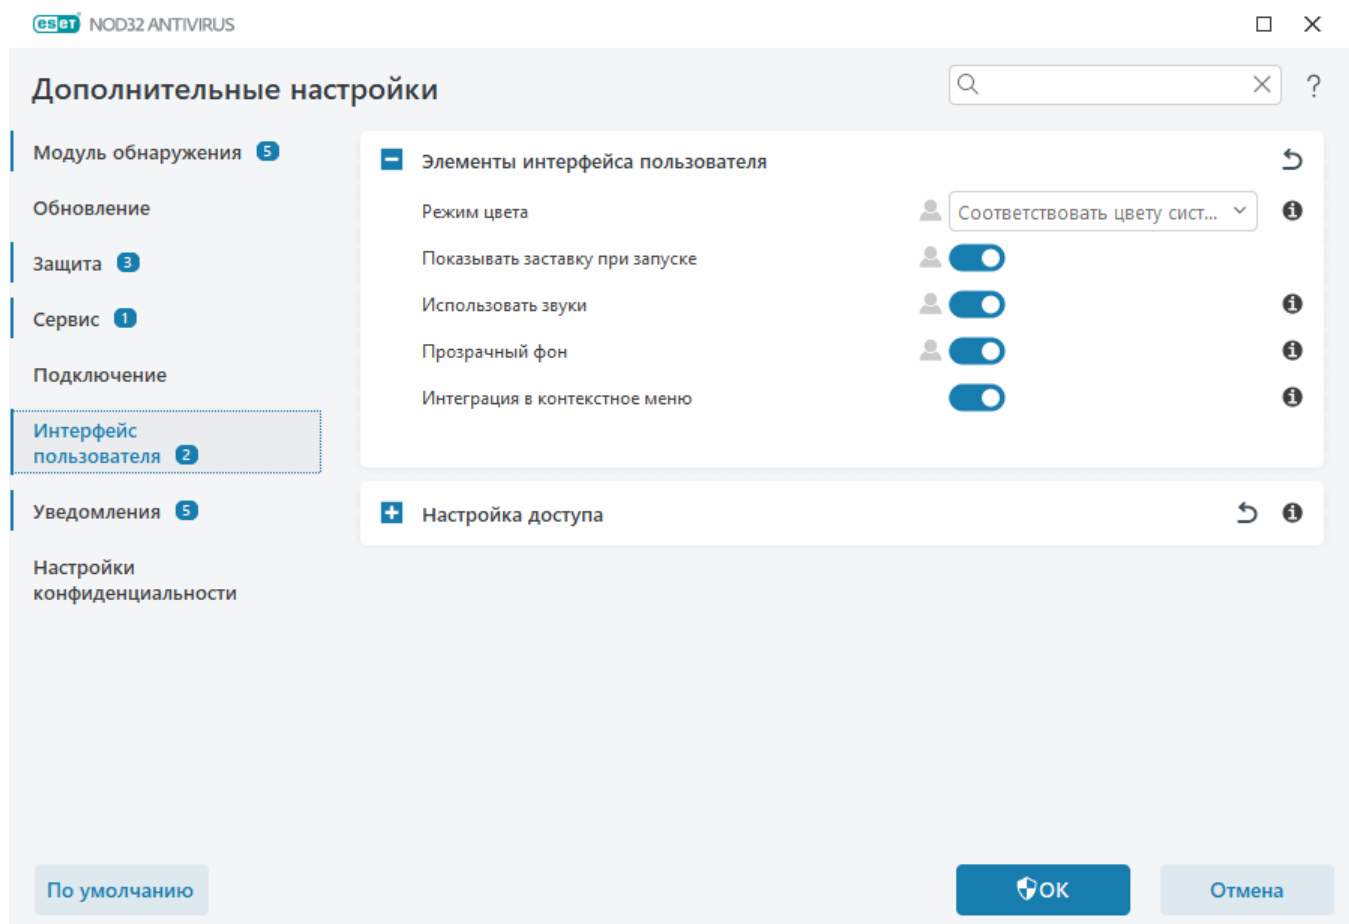 eset NOD32 ANTIVIRUS
Дополнительные настройки
?
Модуль обнаружения 5
Обновление
Защита 3
Сервис 1
Подключение
Интерфейс
пользователя 2
Уведомления 5
Настройки
конфиденциальности
Элементы интерфейса пользователя
Режим цвета
Соответствовать цвету сист...
Показывать заставку при запуске
Использовать звуки
Прозрачный фон
Интеграция в контекстное меню
Настройка доступа
По умолчанию
ОК
Отмена